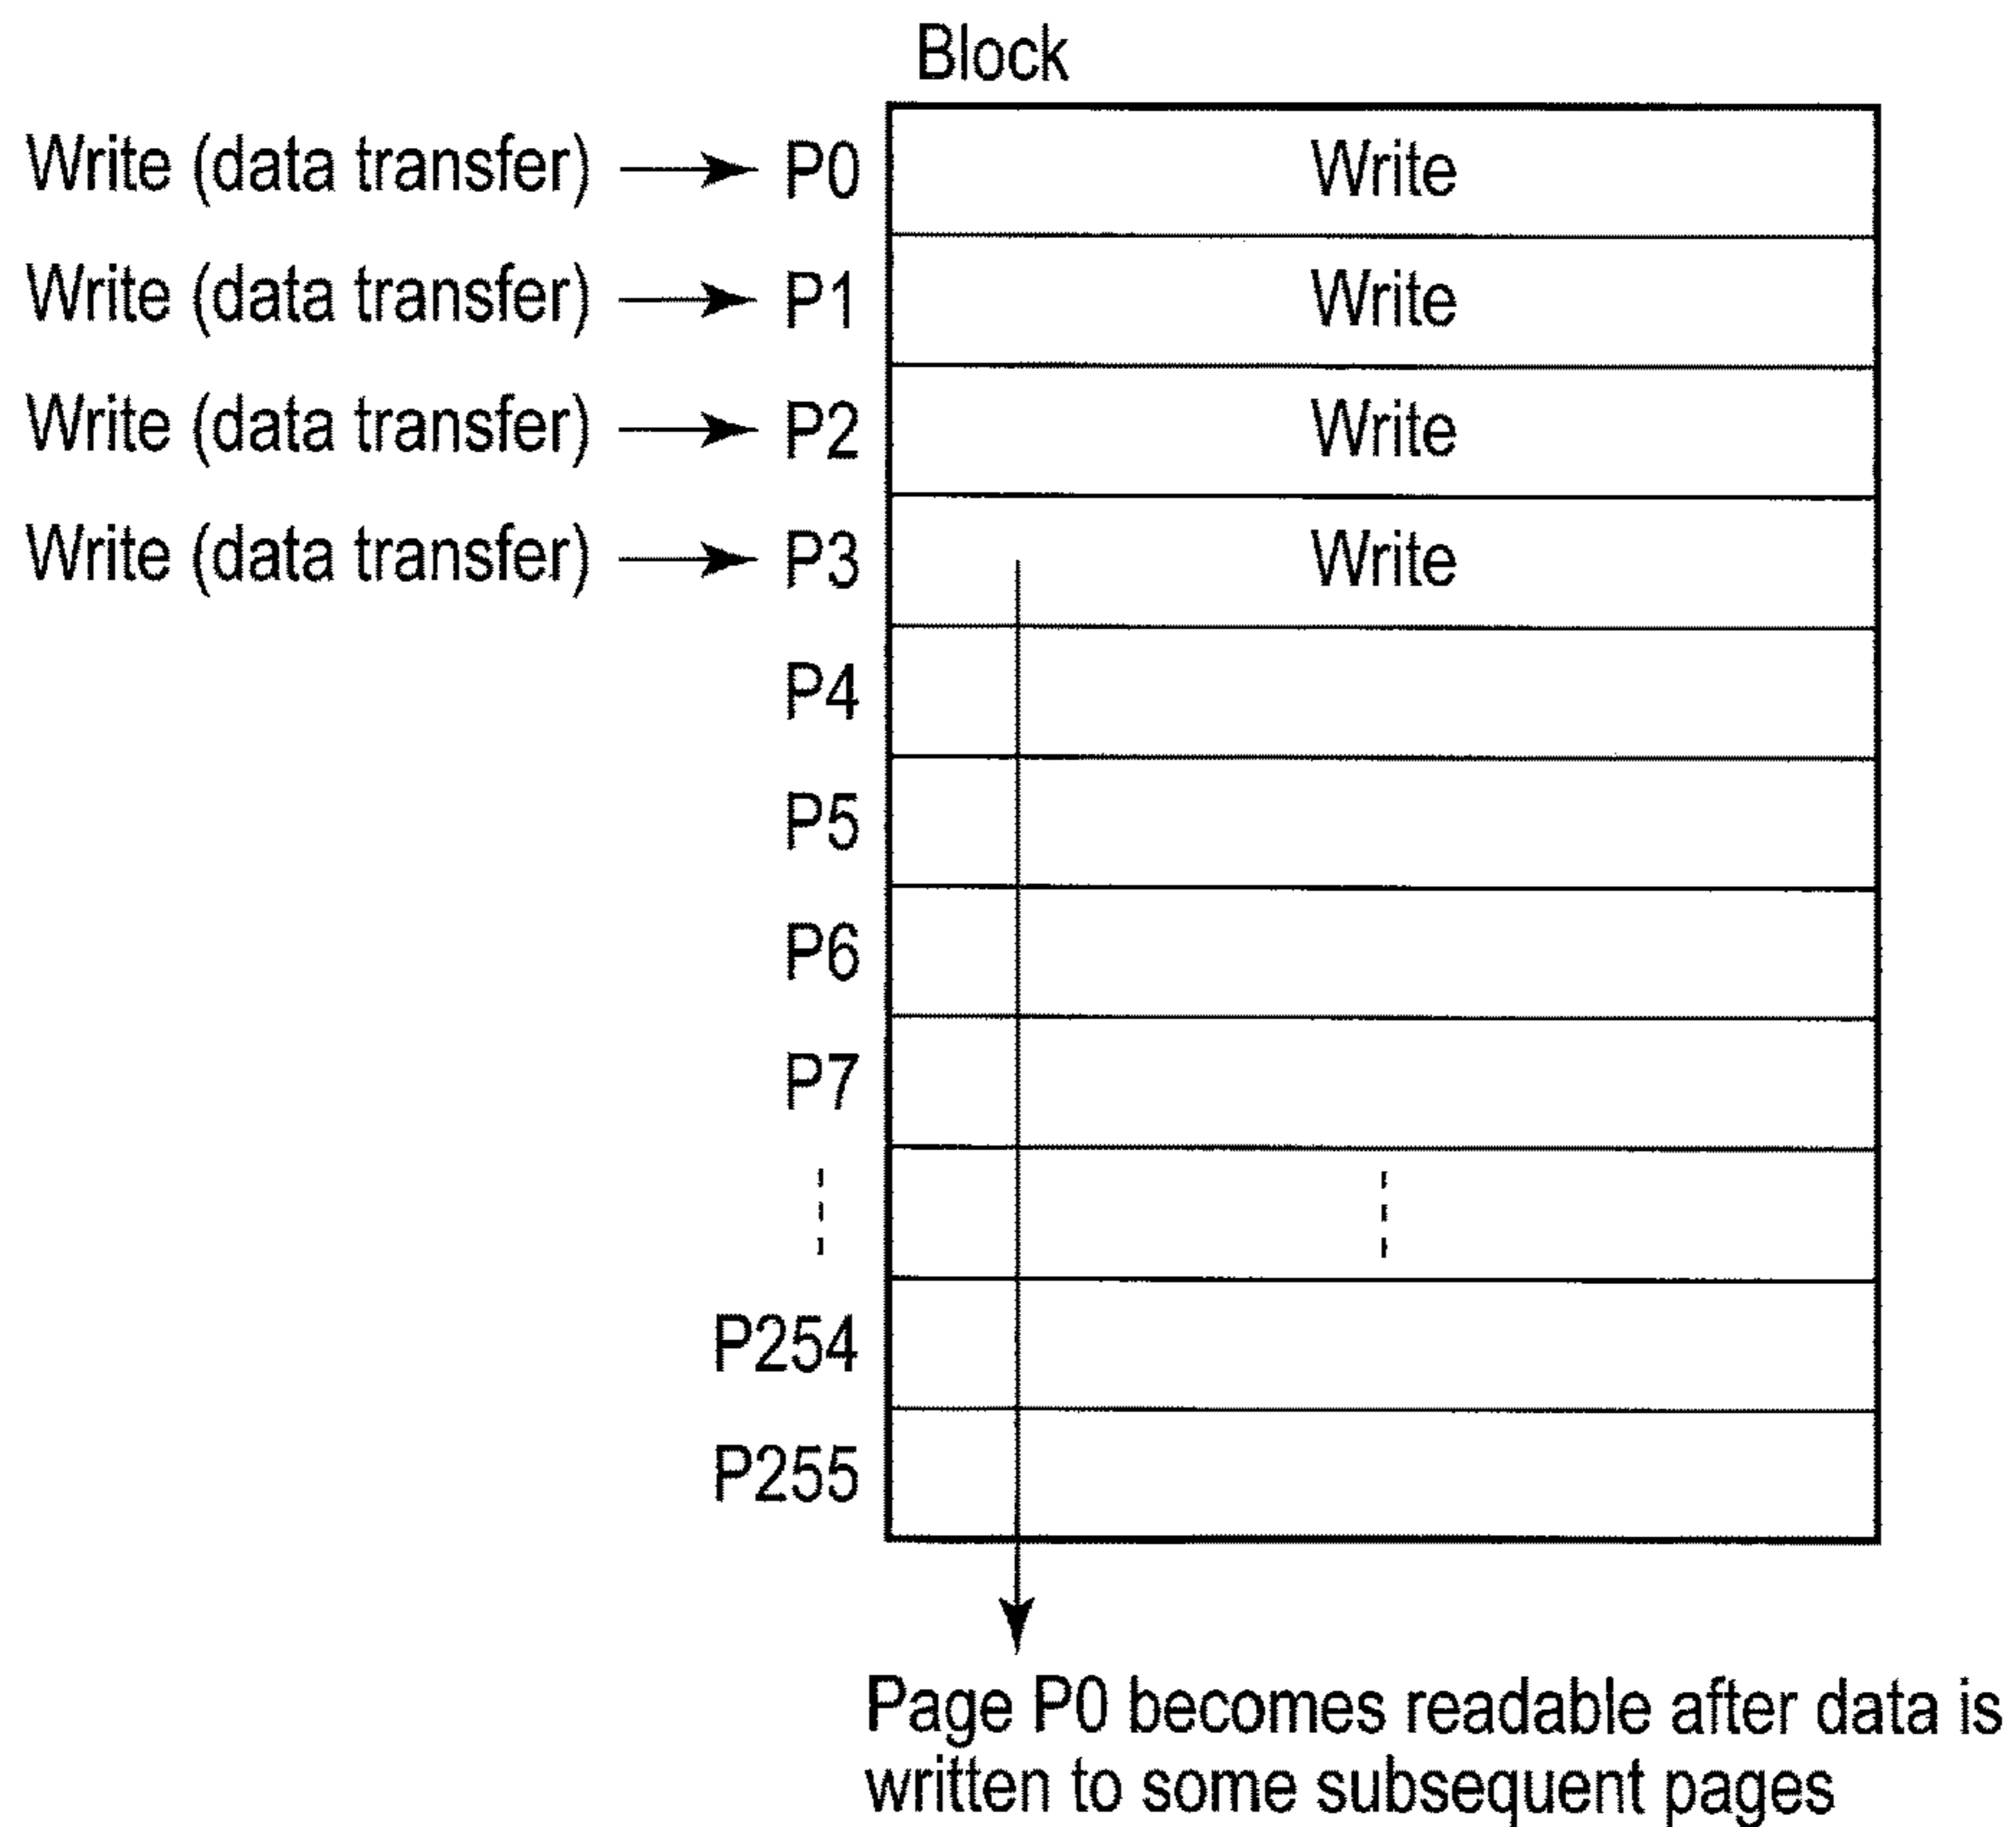 Block
Write (data transfer) P0 Write
Write (data transfer) P1 Write
Write (data transfer) P2 Write
Write (data transfer) P3 Write
P4
P5
P6
P7
P254
P255
Page P0 becomes readable after data is
written to some subsequent pages